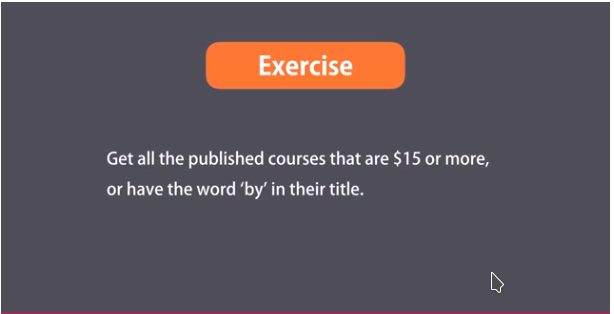 Exercise
Get all the published courses that are $15 or more,
or have the word ‘by’ in their title.